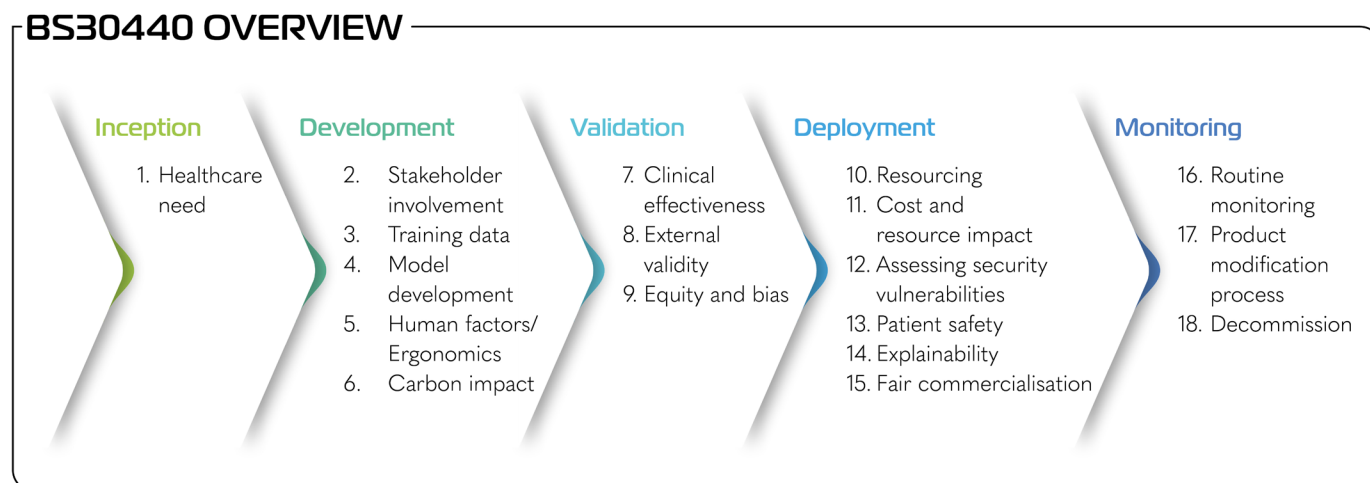 BS30440 OVERVIEW
Inception
1. Healthcare
need
Development
2. Stakeholder
involvement
3. Training data
4. Model
development
5. Human factors/
Ergonomics
6. Carbon impact
Validation
7. Clinical
effectiveness
8. External
validity
9. Equity and bias
Deployment
10. Resourcing
11. Cost and
resource impact
12. Assessing security
vulnerabilities
13. Patient safety
14. Explainability
15. Fair commercialisation
Monitoring
16. Routine
monitoring
17. Product
modification
process
18. Decommission